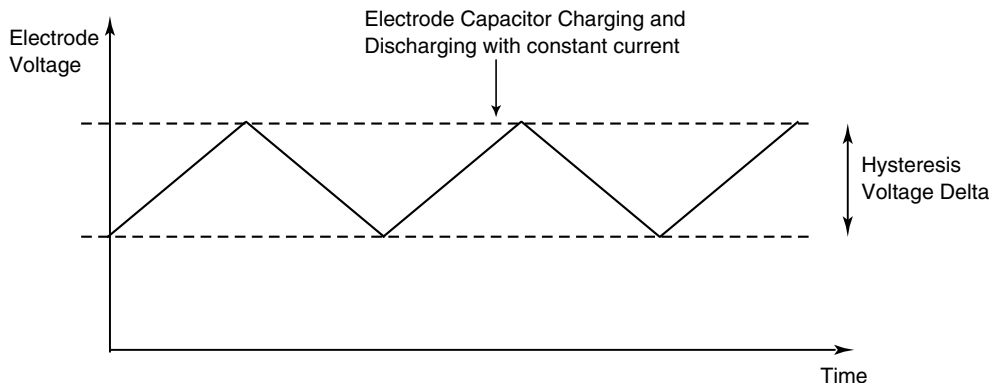 Electrode Capacitor Charging and
Discharging with constant current
Electrode
Voltage
Hysteresis
Voltage Delta
Time